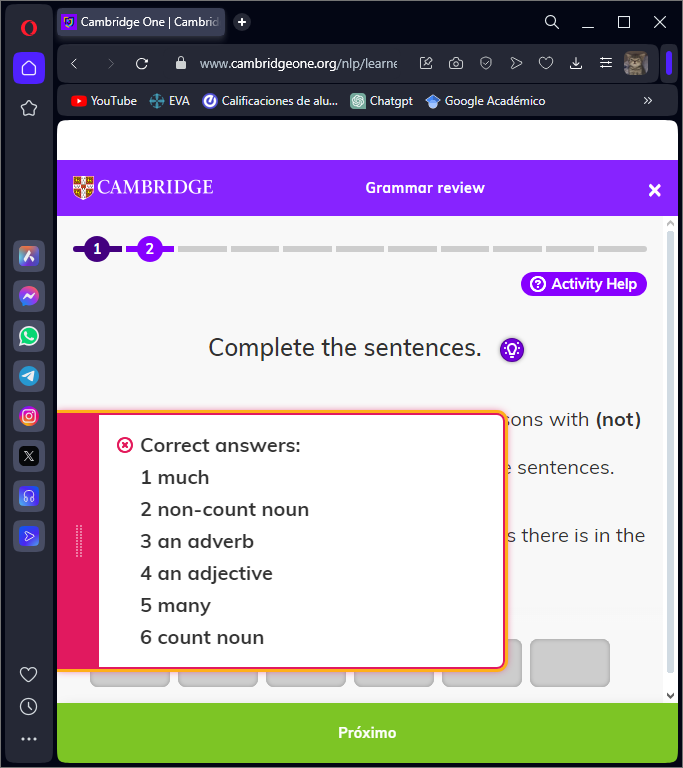 Cambridge One | Cambrid
www.cambridgeone.org/nlp/learne
YouTube EVA Calificaciones de alu... Chatgpt Google Académico »
CAMBRIDGE
Grammar review
1 2
Activity Help
Complete the sentences.
sons with (not)
Correct answers:
e sentences.
1 much
2 non-count noun
3 an adverb
s there is in the
4 an adjective
5 many
6 count noun
Próximo